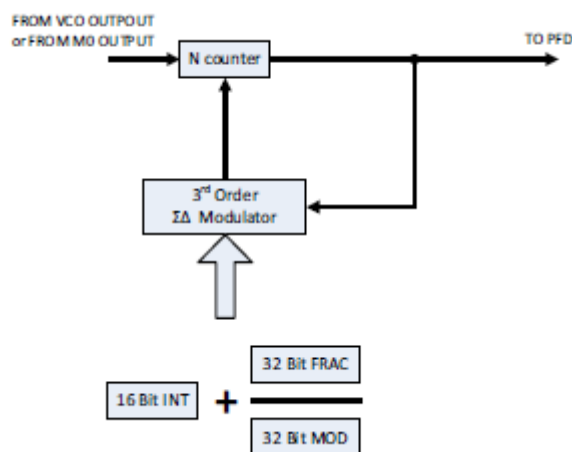 FROM VCO OUTPOUT
or FROM M0 OUTPUT
TO PFD
N counter
3rd Order
ΣΔ Modulator
32 Bit FRAC
16 Bit INT +
32 Bit MOD